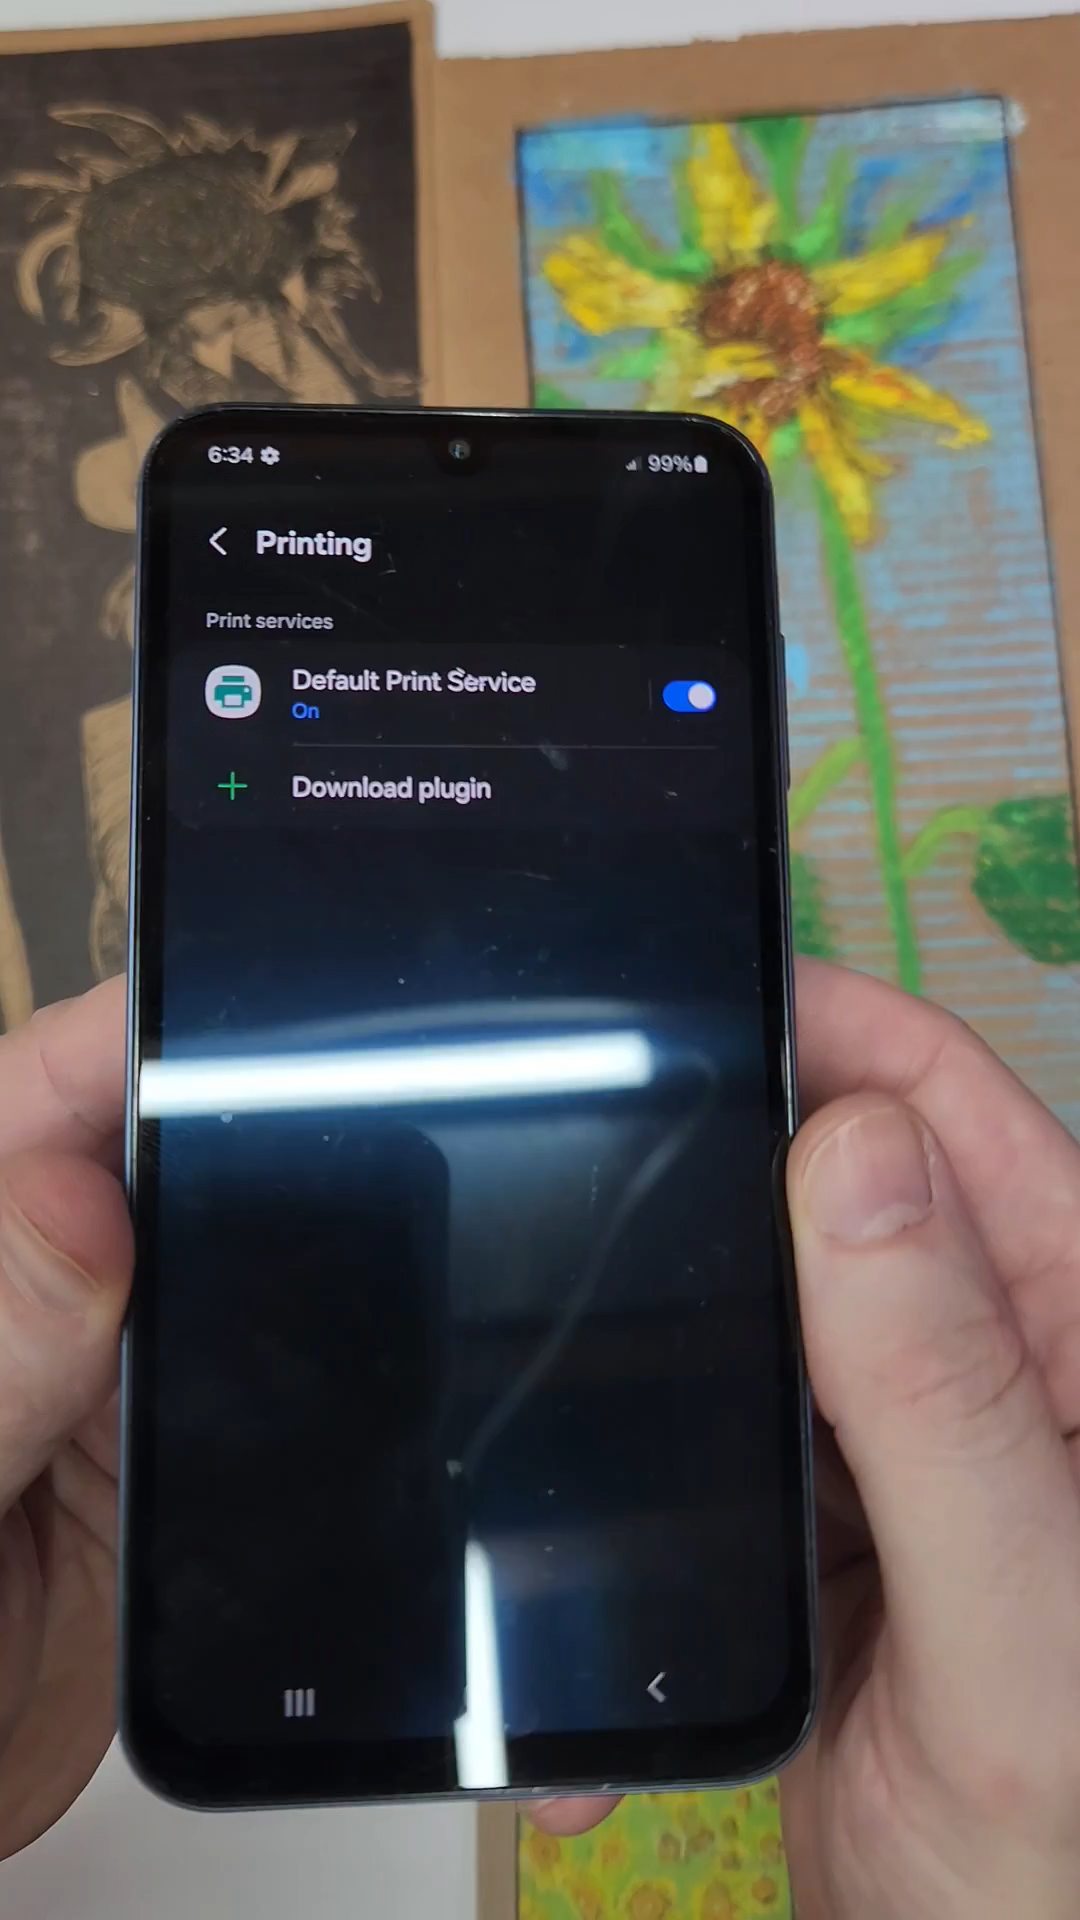 6:34
99%
Printing
Print services
Default Print Service
On
Download plugin